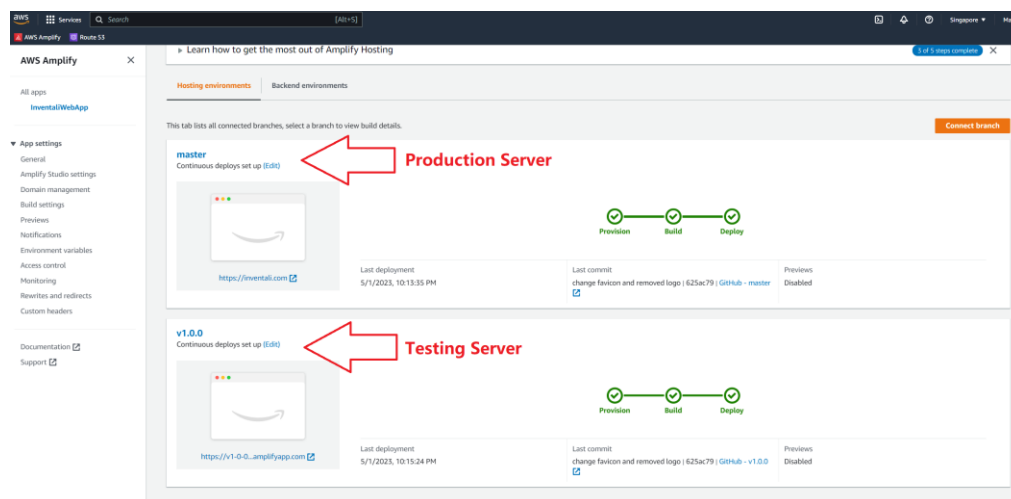 aws
Services
Search
[Alt+S]
Singapore ▼
AWS Amplify
Route 53
AWS Amplify
All apps
InventaliWebApp
App settings
General
Amplify Studio settings
Domain management
Build settings
Previews
Notifications
Environment variables
Access control
Monitoring
Rewrites and redirects
Custom headers
Documentation
Support
Learn how to get the most out of Amplify Hosting
3 of 5 steps complete
Hosting environments
Backend environments
This tab lists all connected branches, select a branch to view build details.
Connect branch
master
Continuous deploys set up (Edit)
Production Server
Provision
Build
Deploy
https://inventali.com
Last deployment
5/1/2023, 10:13:35 PM
Last commit
change favicon and removed logo | 625ac79 | GitHub - master
Previews
Disabled
v1.0.0
Continuous deploys set up (Edit)
Testing Server
Provision
Build
Deploy
https://v1-0-0...amplifyapp.com
Last deployment
5/1/2023, 10:15:24 PM
Last commit
change favicon and removed logo | 625ac79 | GitHub - v1.0.0
Previews
Disabled